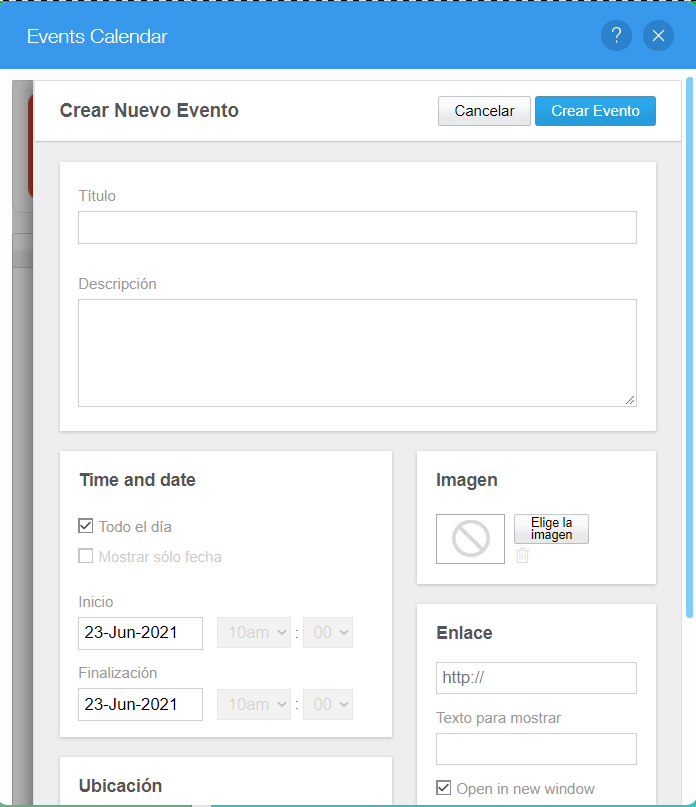 Events Calendar
?
Crear Nuevo Evento
Cancelar
Crear Evento
Título
Descripción
Time and date
Todo el día
Mostrar sólo fecha
Inicio
23-Jun-2021 10am : 00
Finalización
23-Jun-2021 10am : 00
Ubicación
Imagen
Elige la
imagen
Enlace
http://
Texto para mostrar
Open in new window